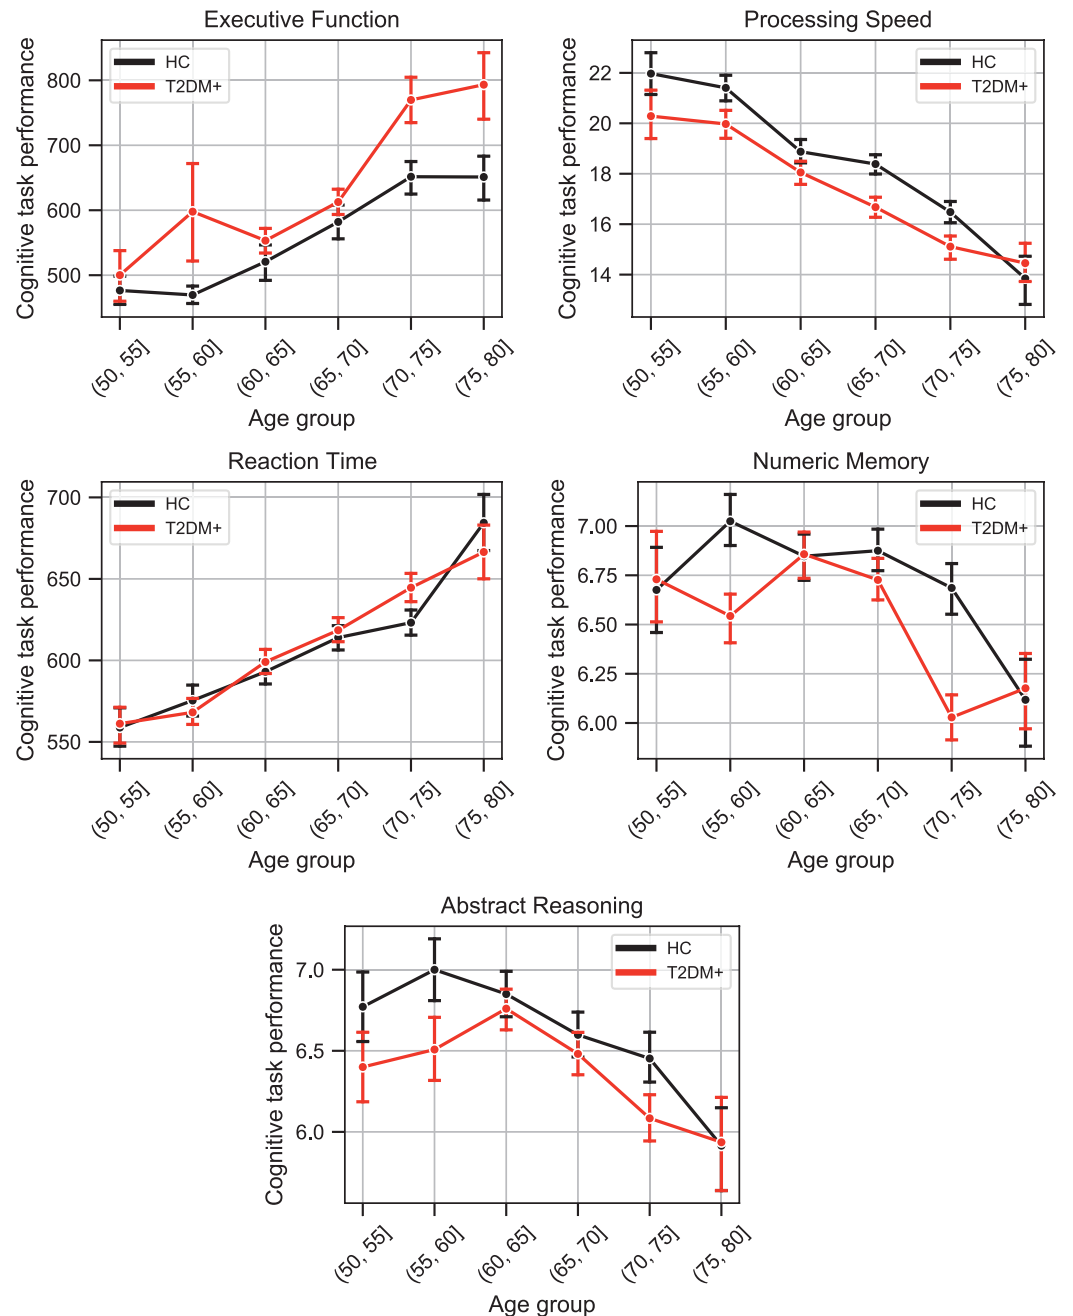 Executive Function
Cognitive task performance
800
700
600
500
HC
T2DM+
(50, 55]
(55, 60]
(60, 65]
(65, 70]
(70, 75]
(75, 80]
Age group
Processing Speed
Cognitive task performance
22
20
18
16
14
HC
T2DM+
(50, 55]
(55, 60]
(60, 65]
(65, 70]
(70, 75]
(75, 80]
Age group
Reaction Time
Cognitive task performance
700
650
600
550
HC
T2DM+
(50, 55]
(55, 60]
(60, 65]
(65, 70]
(70, 75]
(75, 80]
Age group
Numeric Memory
Cognitive task performance
7.00
6.75
6.50
6.25
6.00
HC
T2DM+
(50, 55]
(55, 60]
(60, 65]
(65, 70]
(70, 75]
(75, 80]
Age group
Abstract Reasoning
Cognitive task performance
7.0
6.5
6.0
HC
T2DM+
(50, 55]
(55, 60]
(60, 65]
(65, 70]
(70, 75]
(75, 80]
Age group